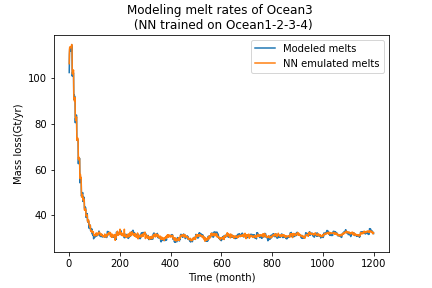 Modeling melt rates of Ocean3
(NN trained on Ocean1-2-3-4)
Modeled melts
NN emulated melts
Mass loss(Gt/yr)
100
80
60
40
0 200 400 600 800 1000 1200
Time (month)